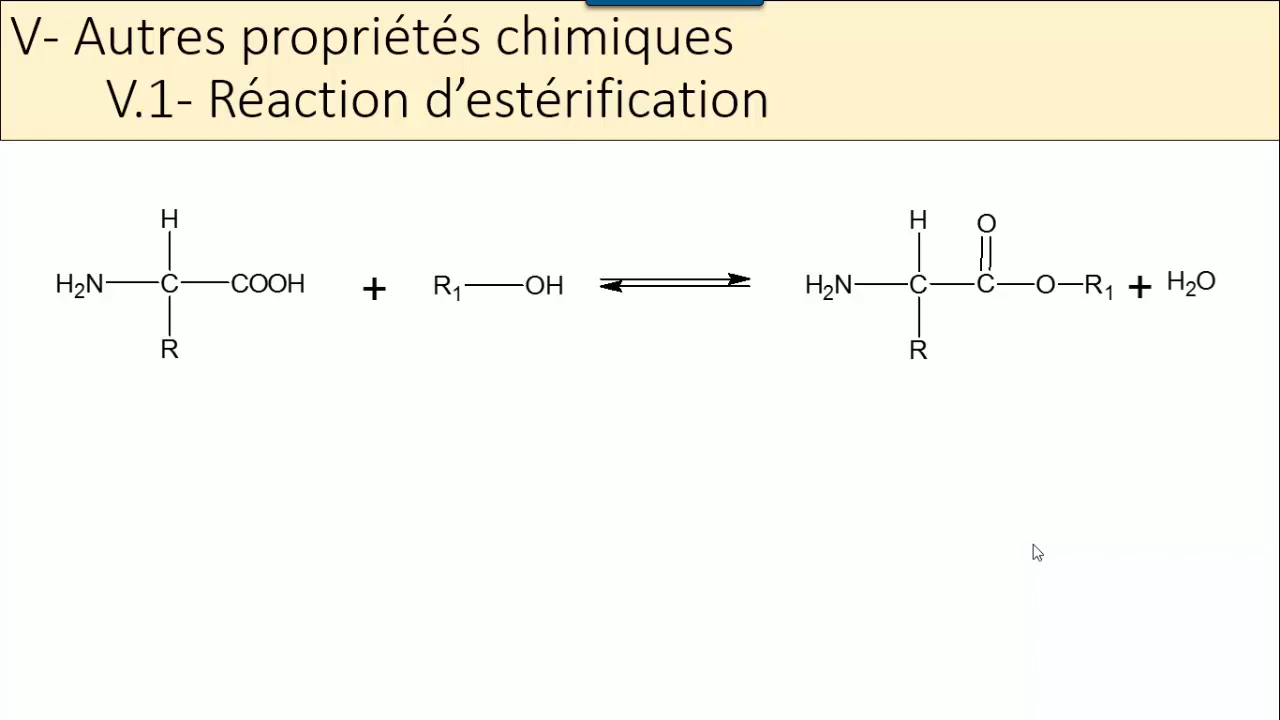 V- Autres propriétés chimiques
V.1- Réaction d’estérification
H H O
H₂N C COOH + R₁ OH H₂N C C O R₁ + H₂O
R R